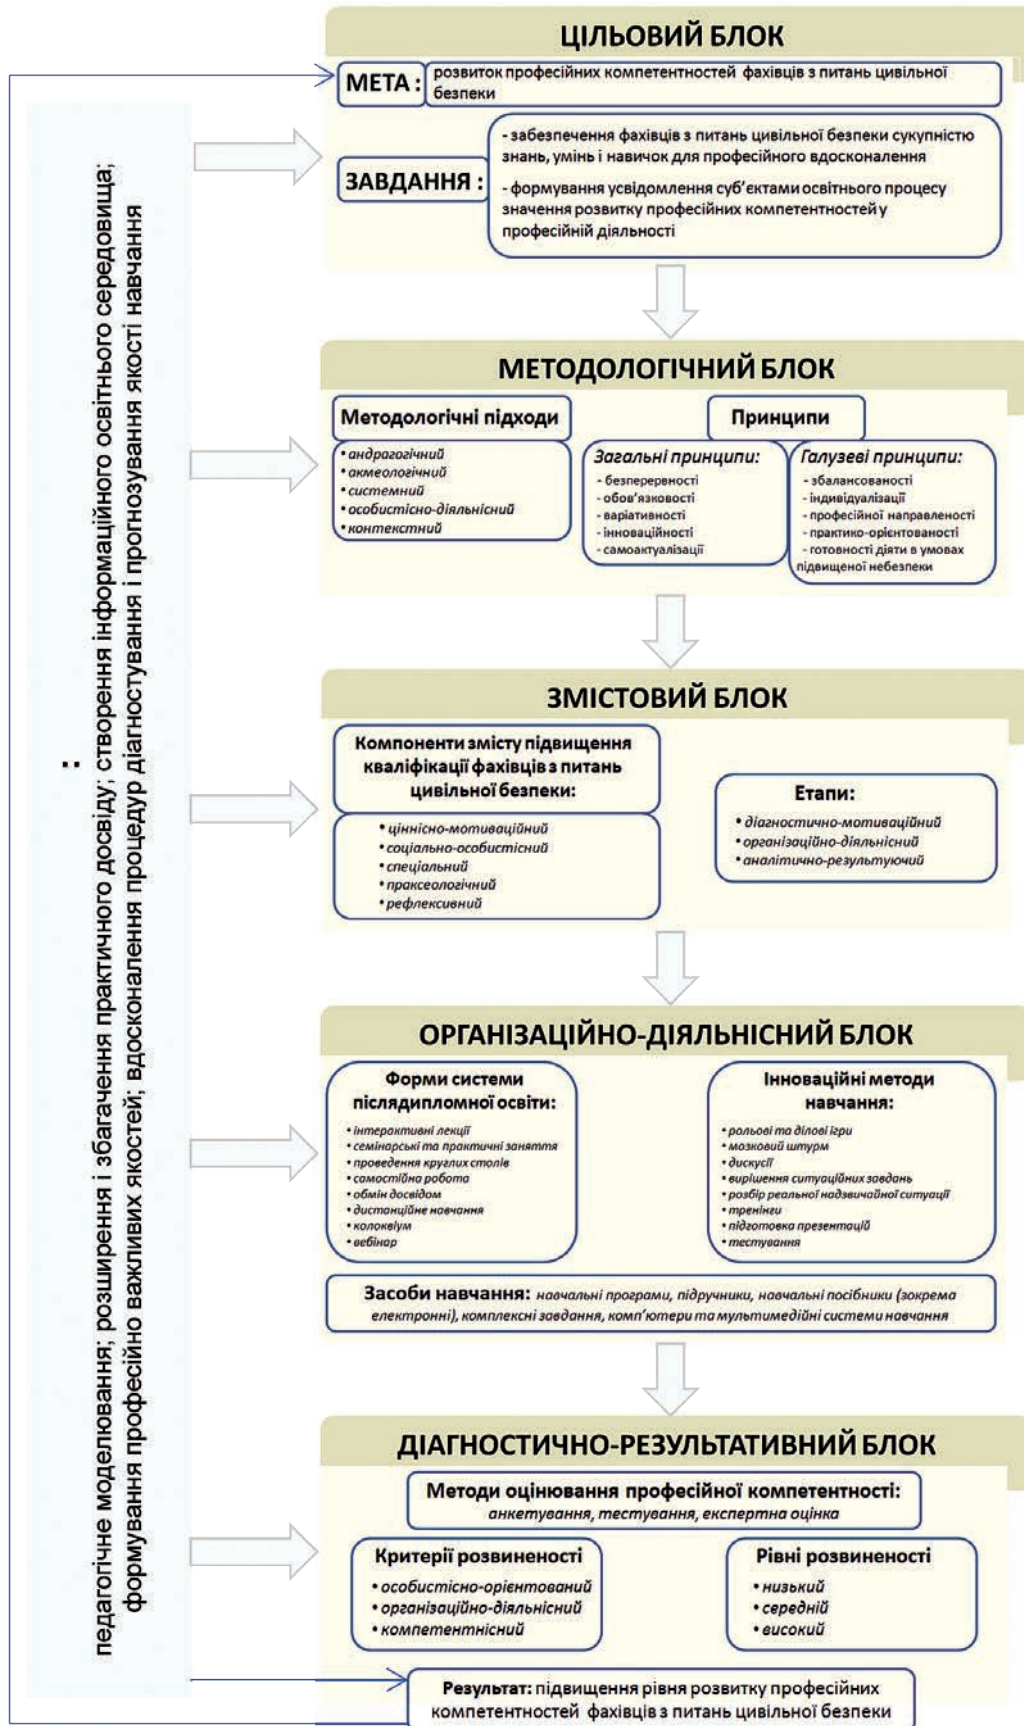 ЦІЛЬОВИЙ БЛОК
МЕТА :
розвиток професійних компетентностей фахівців з питань цивільної
безпеки
ЗАВДАННЯ :
- забезпечення фахівців з питань цивільної безпеки сукупністю
знань, умінь і навичок для професійного вдосконалення
- формування усвідомлення суб’єктами освітнього процесу
значення розвитку професійних компетентностей у
професійній діяльності
:
педагогічне моделювання; розширення і збагачення практичного досвіду; створення інформаційного освітнього середовища;
формування професійно важливих якостей; вдосконалення процедур діагностування і прогнозування якості навчання
МЕТОДОЛОГІЧНИЙ БЛОК
Методологічні підходи
• андрагогічний
• акмеологічний
• системний
• особистісно-діяльнісний
• контекстний
Принципи
Загальні принципи:
- безперервності
- обов’язковості
- варіативності
- інноваційності
- самоактуалізації
Галузеві принципи:
- збалансованості
- індивідуалізації
- професійної направленості
- практико-орієнтованості
- готовності діяти в умовах
підвищеної небезпеки
ЗМІСТОВИЙ БЛОК
Компоненти змісту підвищення
кваліфікації фахівців з питань
цивільної безпеки:
• ціннісно-мотиваційний
• соціально-особистісний
• спеціальний
• праксеологічний
• рефлексивний
Етапи:
• діагностично-мотиваційний
• організаційно-діяльнісний
• аналітично-результуючий
ОРГАНІЗАЦІЙНО-ДІЯЛЬНІСНИЙ БЛОК
Форми системи
післядипломної освіти:
• інтерактивні лекції
• семінарські та практичні заняття
• проведення круглих столів
• самостійна робота
• обмін досвідом
• дистанційне навчання
• колоквіум
• вебінар
Інноваційні методи
навчання:
• рольові та ділові ігри
• мозковий штурм
• дискусії
• вирішення ситуаційних завдань
• розбір реальної надзвичайної ситуації
• тренінги
• підготовка презентацій
• тестування
Засоби навчання: навчальні програми, підручники, навчальні посібники (зокрема
електронні), комплексні завдання, комп’ютери та мультимедійні системи навчання
ДІАГНОСТИЧНО-РЕЗУЛЬТАТИВНИЙ БЛОК
Методи оцінювання професійної компетентності:
анкетування, тестування, експертна оцінка
Критерії розвиненості
• особистісно-орієнтований
• організаційно-діяльнісний
• компетентнісний
Рівні розвиненості
• низький
• середній
• високий
Результат: підвищення рівня розвитку професійних
компетентностей фахівців з питань цивільної безпеки